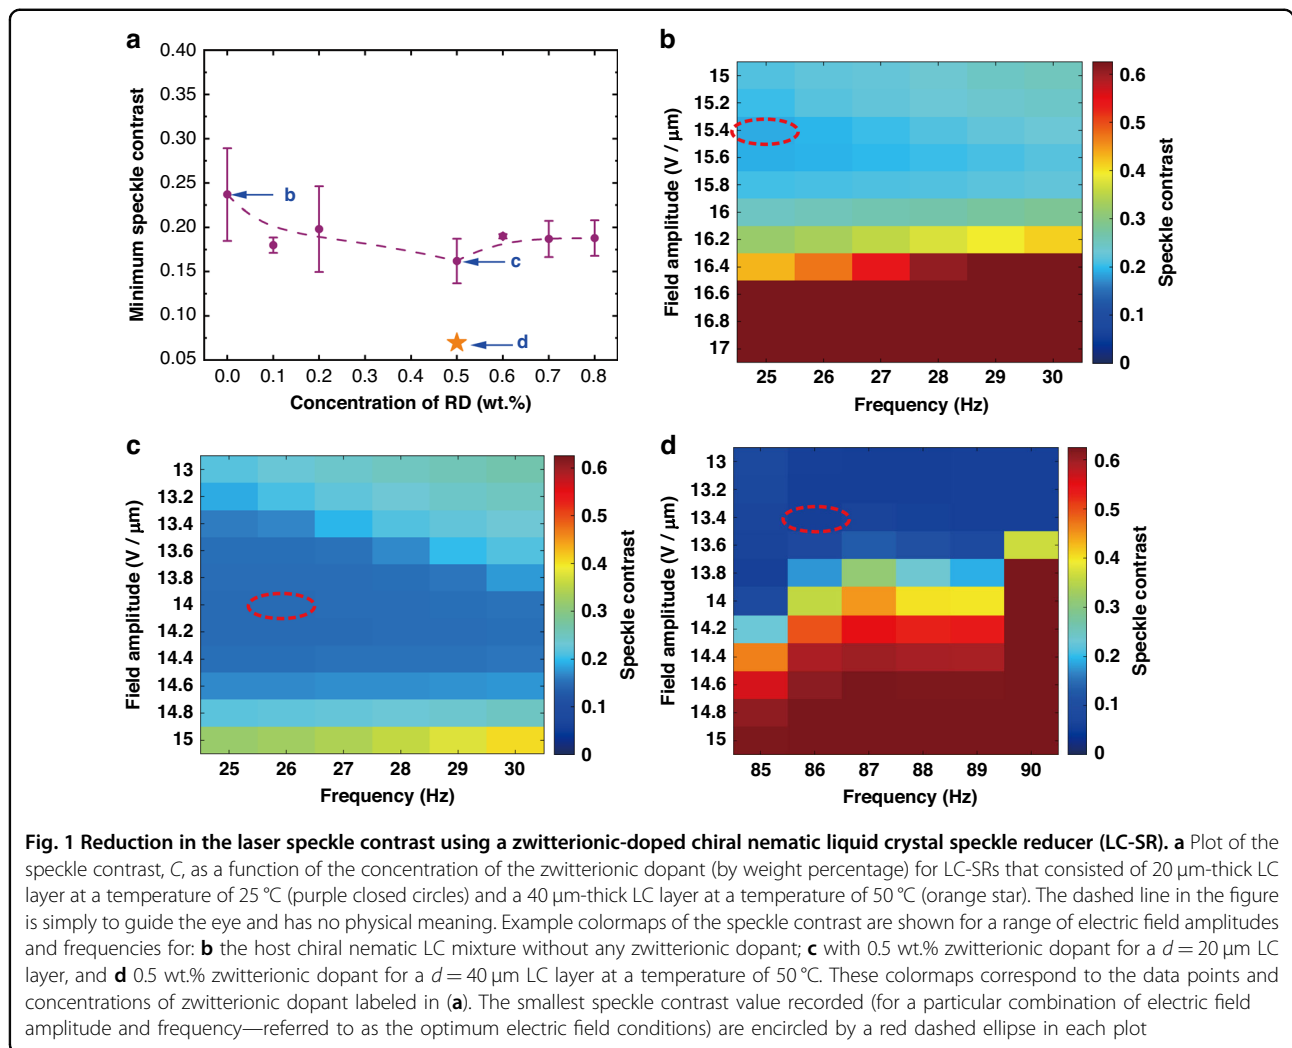 a
0.40
0.35
0.30
0.25
0.20
0.15
0.10
0.05
Minimum speckle contrast
b
c
d
0.0 0.1 0.2 0.3 0.4 0.5 0.6 0.7 0.8
Concentration of RD (wt.%)
b
15
15.2
15.4
15.6
15.8
16
16.2
16.4
16.6
16.8
17
Field amplitude (V / μm)
25 26 27 28 29 30
Frequency (Hz)
0.6
0.5
0.4
0.3
0.2
0.1
0
Speckle contrast
c
13
13.2
13.4
13.6
13.8
14
14.2
14.4
14.6
14.8
15
Field amplitude (V / μm)
25 26 27 28 29 30
Frequency (Hz)
0.6
0.5
0.4
0.3
0.2
0.1
0
Speckle contrast
d
13
13.2
13.4
13.6
13.8
14
14.2
14.4
14.6
14.8
15
Field amplitude (V / μm)
85 86 87 88 89 90
Frequency (Hz)
0.6
0.5
0.4
0.3
0.2
0.1
0
Speckle contrast
Fig. 1 Reduction in the laser speckle contrast using a zwitterionic-doped chiral nematic liquid crystal speckle reducer (LC-SR). a Plot of the
speckle contrast, C, as a function of the concentration of the zwitterionic dopant (by weight percentage) for LC-SRs that consisted of 20 μm-thick LC
layer at a temperature of 25 °C (purple closed circles) and a 40 μm-thick LC layer at a temperature of 50 °C (orange star). The dashed line in the figure
is simply to guide the eye and has no physical meaning. Example colormaps of the speckle contrast are shown for a range of electric field amplitudes
and frequencies for: b the host chiral nematic LC mixture without any zwitterionic dopant; c with 0.5 wt.% zwitterionic dopant for a d = 20 μm LC
layer, and d 0.5 wt.% zwitterionic dopant for a d = 40 μm LC layer at a temperature of 50 °C. These colormaps correspond to the data points and
concentrations of zwitterionic dopant labeled in (a). The smallest speckle contrast value recorded (for a particular combination of electric field
amplitude and frequency—referred to as the optimum electric field conditions) are encircled by a red dashed ellipse in each plot